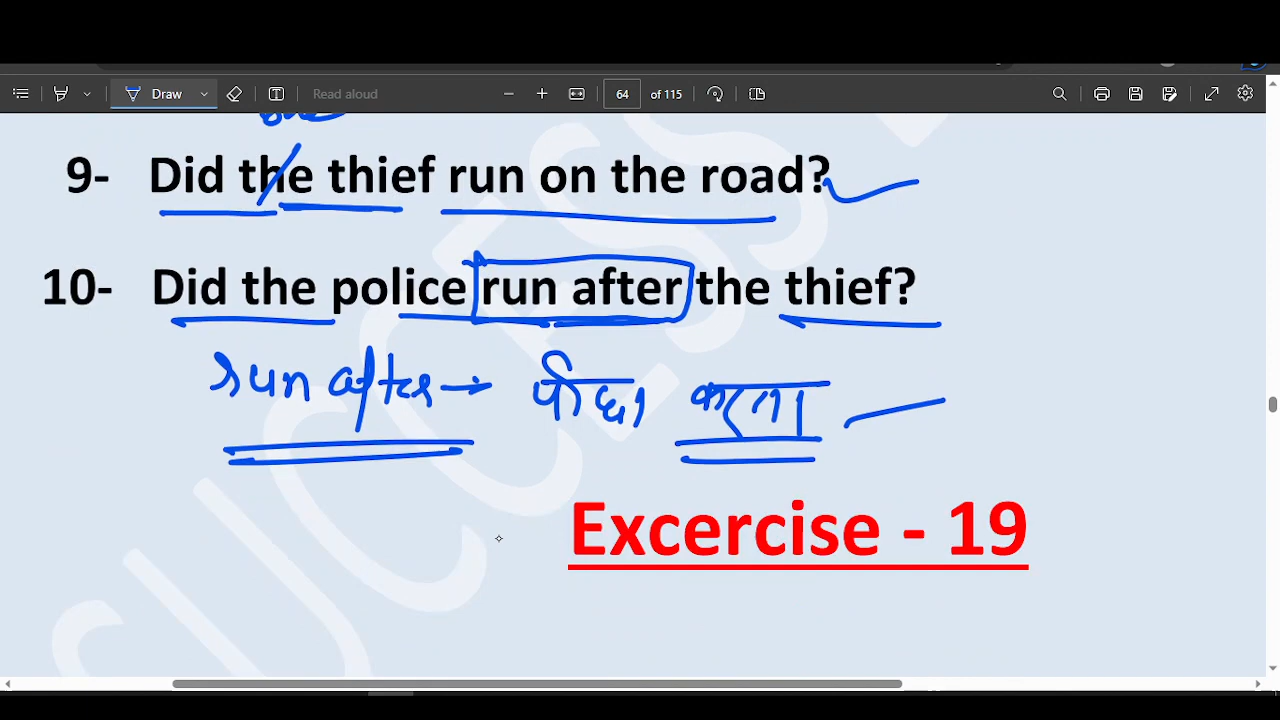 Draw Read aloud 64 of 115
9- Did the thief run on the road?
10- Did the police run after the thief?
run after → पीछा करना
Excercise - 19
SUCCESS